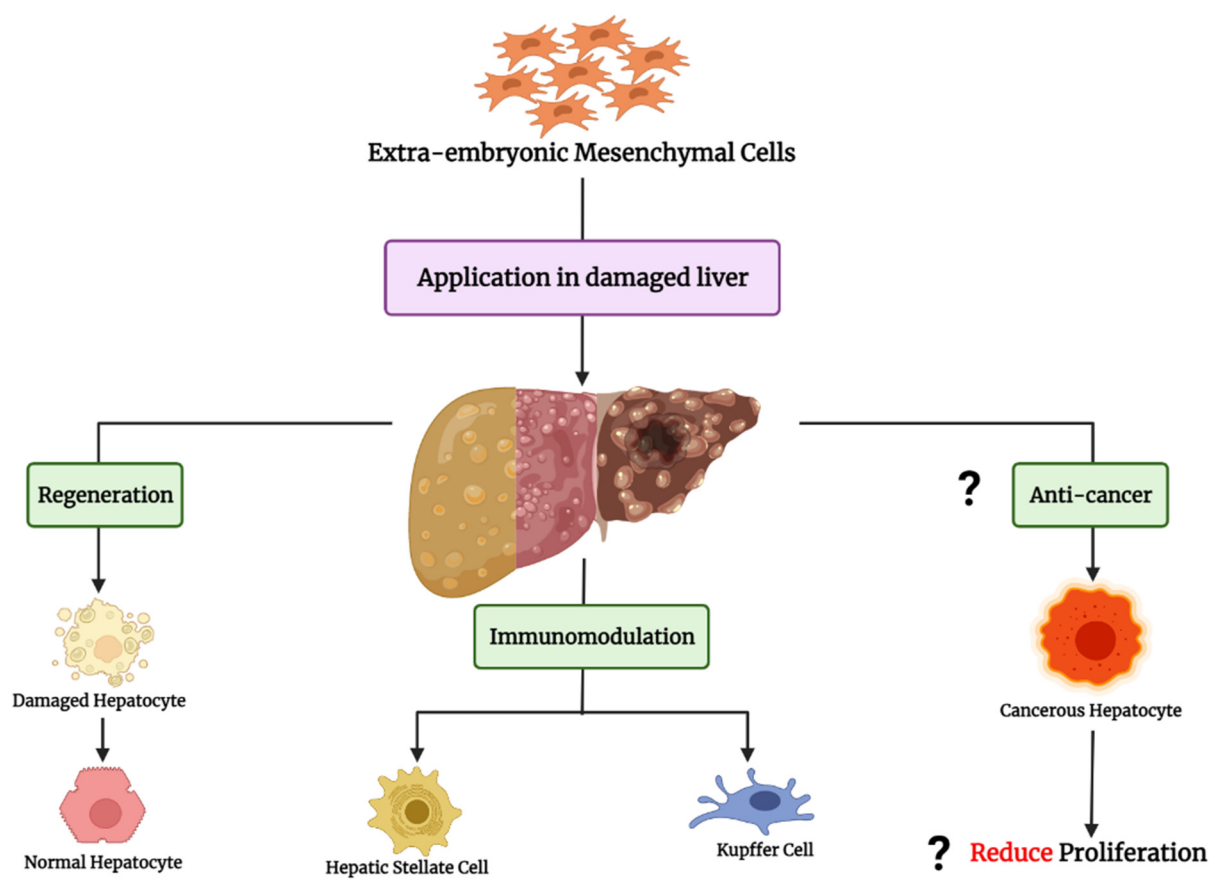 Extra-embryonic Mesenchymal Cells
Application in damaged liver
Regeneration
? Anti-cancer
Immunomodulation
Damaged Hepatocyte
Cancerous Hepatocyte
Normal Hepatocyte
Hepatic Stellate Cell
Kupffer Cell
? Reduce Proliferation